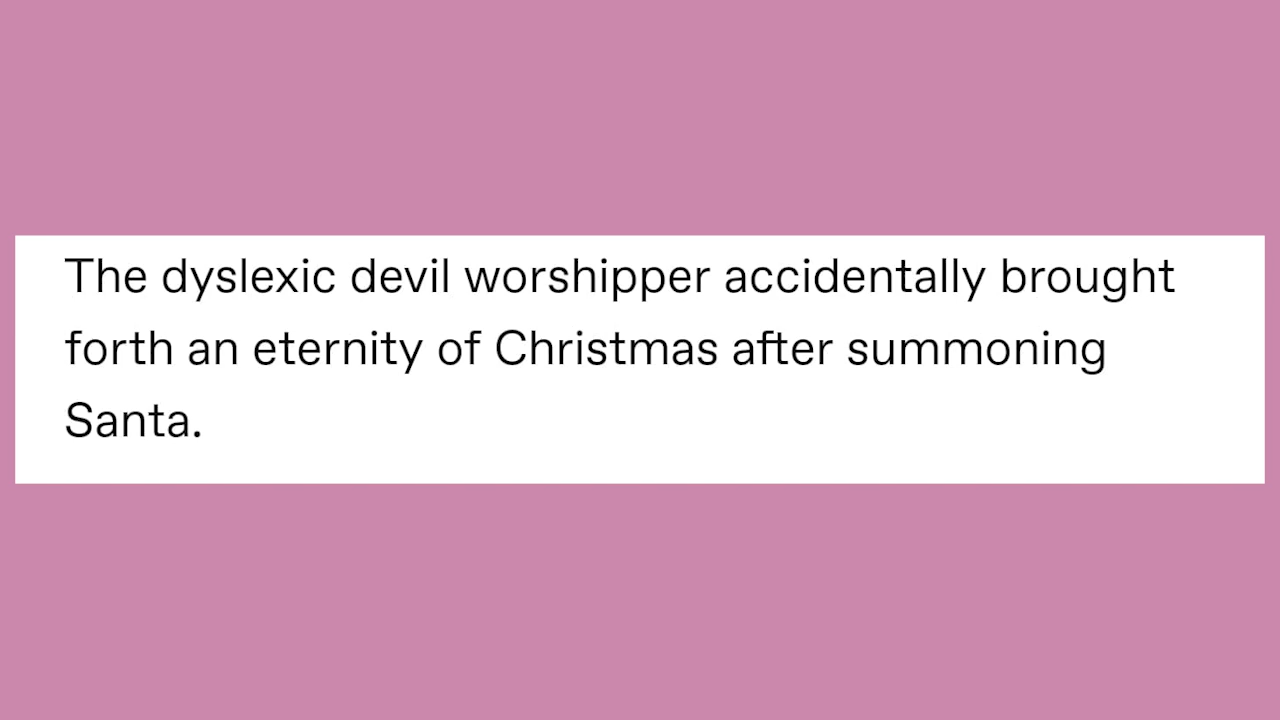 The dyslexic devil worshipper accidentally brought
forth an eternity of Christmas after summoning
Santa.